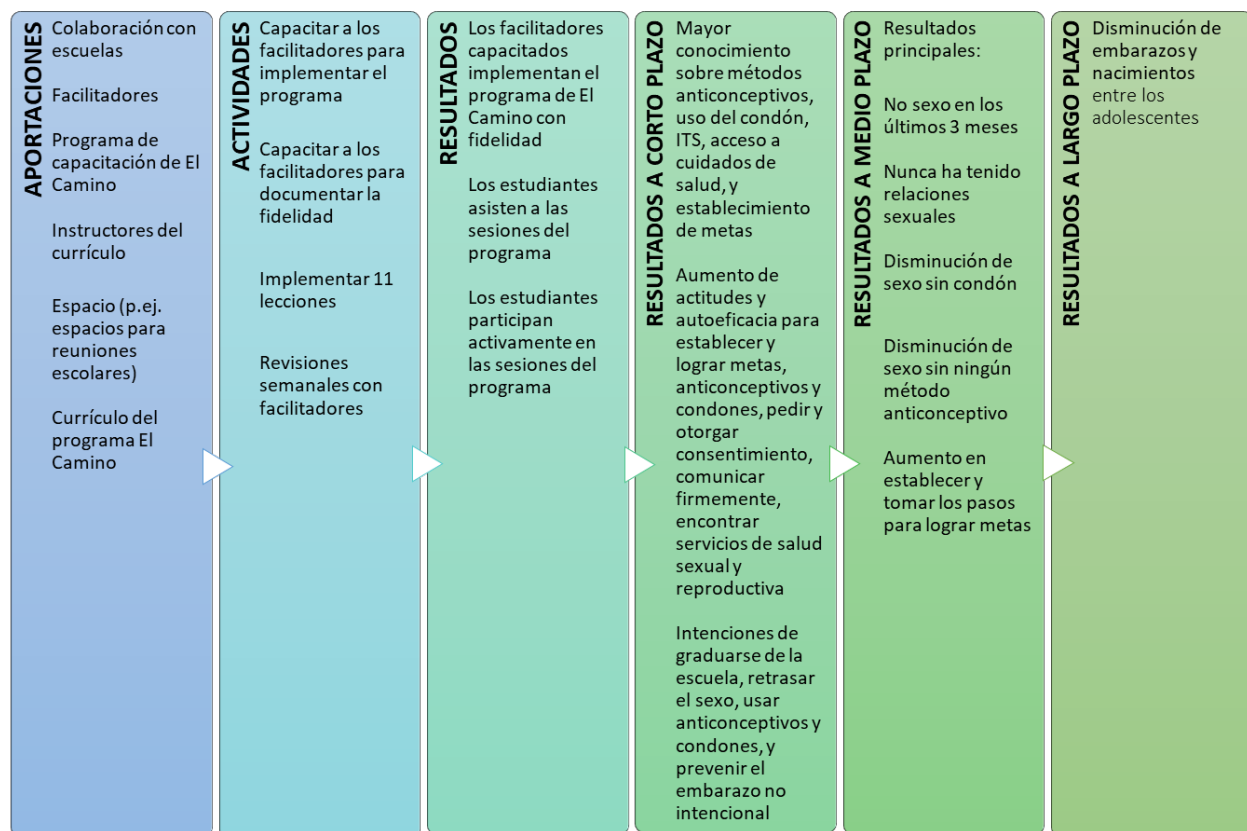 APORTACIONES
Colaboración con
escuelas
Facilitadores
Programa de
capacitación de El
Camino
Instructores del
currículo
Espacio (p.ej.
espacios para
reuniones
escolares)
Currículo del
programa El
Camino
ACTIVIDADES
Capacitar a los
facilitadores para
implementar el
programa
Capacitar a los
facilitadores para
documentar la
fidelidad
Implementar 11
lecciones
Revisiones
semanales con
facilitadores
RESULTADOS
Los facilitadores
capacitados
implementan el
programa de El
Camino con
fidelidad
Los estudiantes
asisten a las
sesiones del
programa
Los estudiantes
participan
activamente en
las sesiones del
programa
RESULTADOS A CORTO PLAZO
Mayor
conocimiento
sobre métodos
anticonceptivos,
uso del condón,
ITS, acceso a
cuidados de
salud, y
establecimiento
de metas
Aumento de
actitudes y
autoeficacia para
establecer y
lograr metas,
anticonceptivos y
condones, pedir y
otorgar
consentimiento,
comunicar
firmemente,
encontrar
servicios de salud
sexual y
reproductiva
Intenciones de
graduarse de la
escuela, retrasar
el sexo, usar
anticonceptivos y
condones, y
prevenir el
embarazo no
intencional
RESULTADOS A MEDIO PLAZO
Resultados
principales:
No sexo en los
últimos 3 meses
Nunca ha tenido
relaciones
sexuales
Disminución de
sexo sin condón
Disminución de
sexo sin ningún
método
anticonceptivo
Aumento en
establecer y
tomar los pasos
para lograr metas
RESULTADOS A LARGO PLAZO
Disminución de
embarazos y
nacimientos
entre los
adolescentes